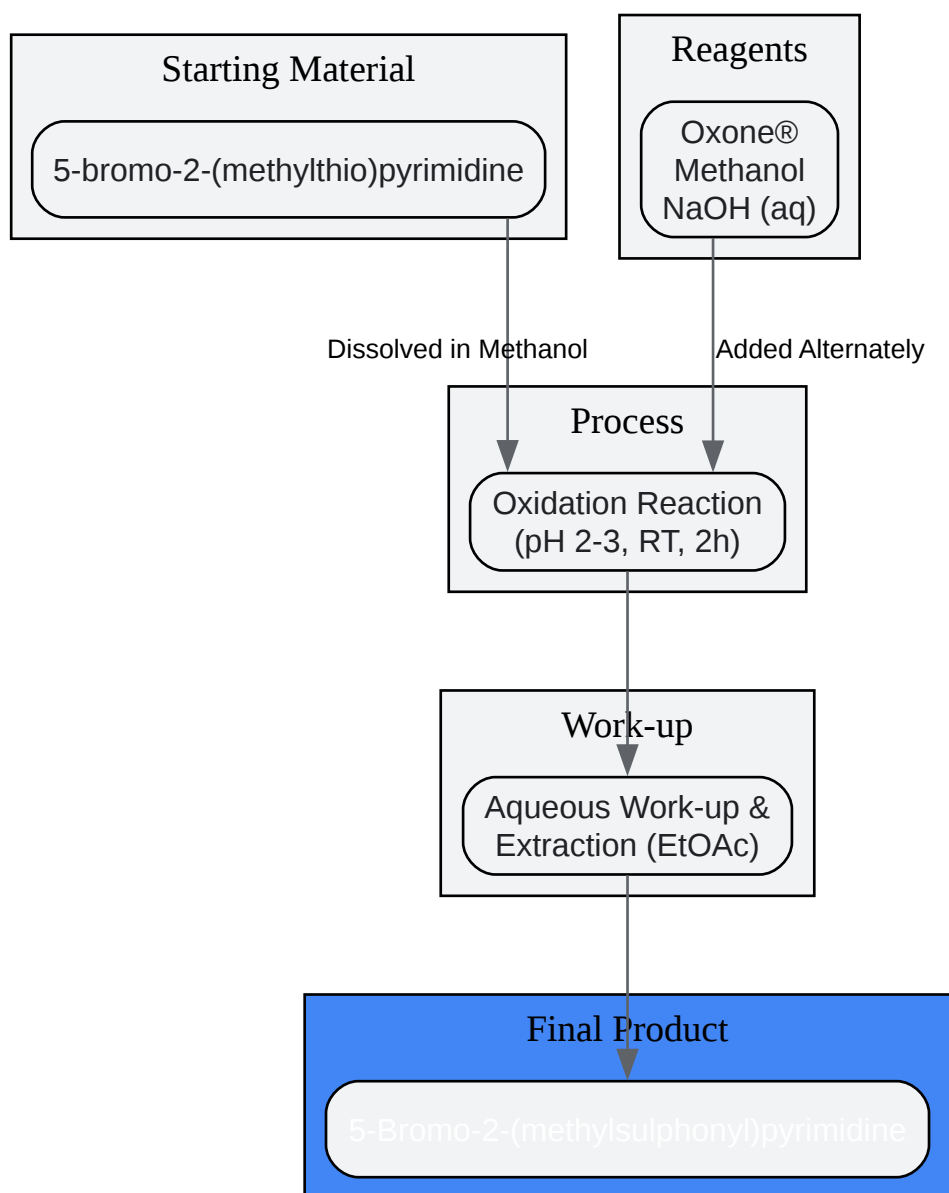 Starting Material
5-bromo-2-(methylthio)pyrimidine
Reagents
Oxone®
Methanol
NaOH (aq)
Dissolved in Methanol
Added Alternately
Process
Oxidation Reaction
(pH 2-3, RT, 2h)
Work-up
Aqueous Work-up &
Extraction (EtOAc)
Final Product
5-Bromo-2-(methylsulphonyl)pyrimidine